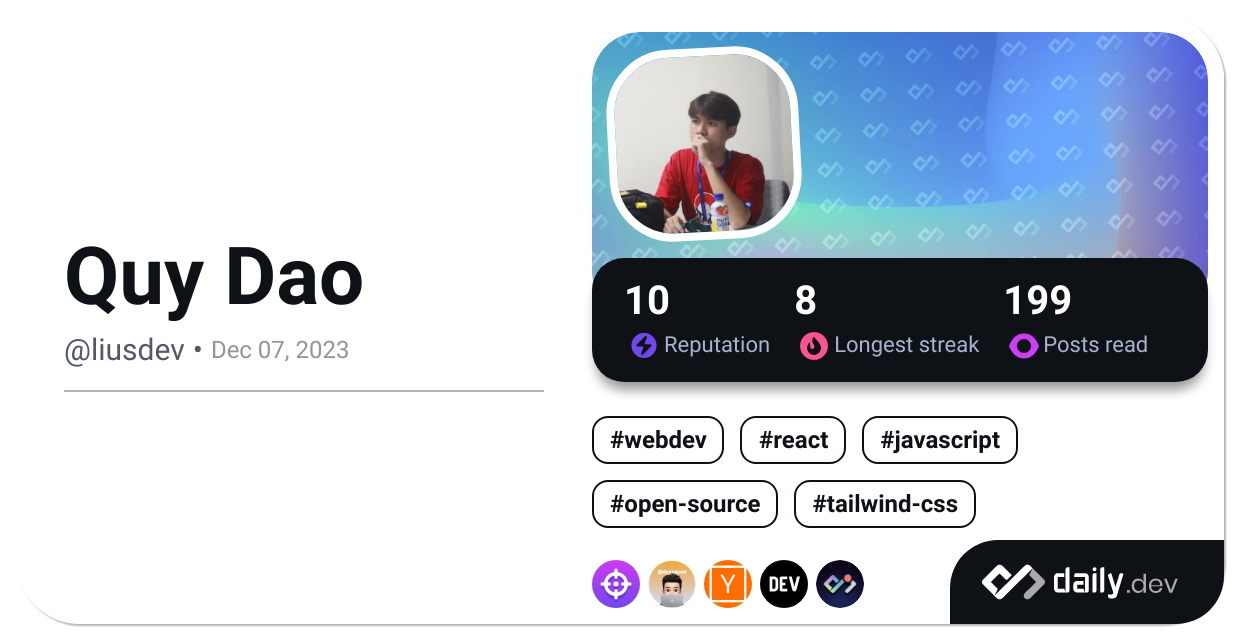 Quy Dao
@liusdev • Dec 07, 2023
10 8 199
Reputation Longest streak Posts read
#webdev #react #javascript
#open-source #tailwind-css
Y DEV
daily.dev